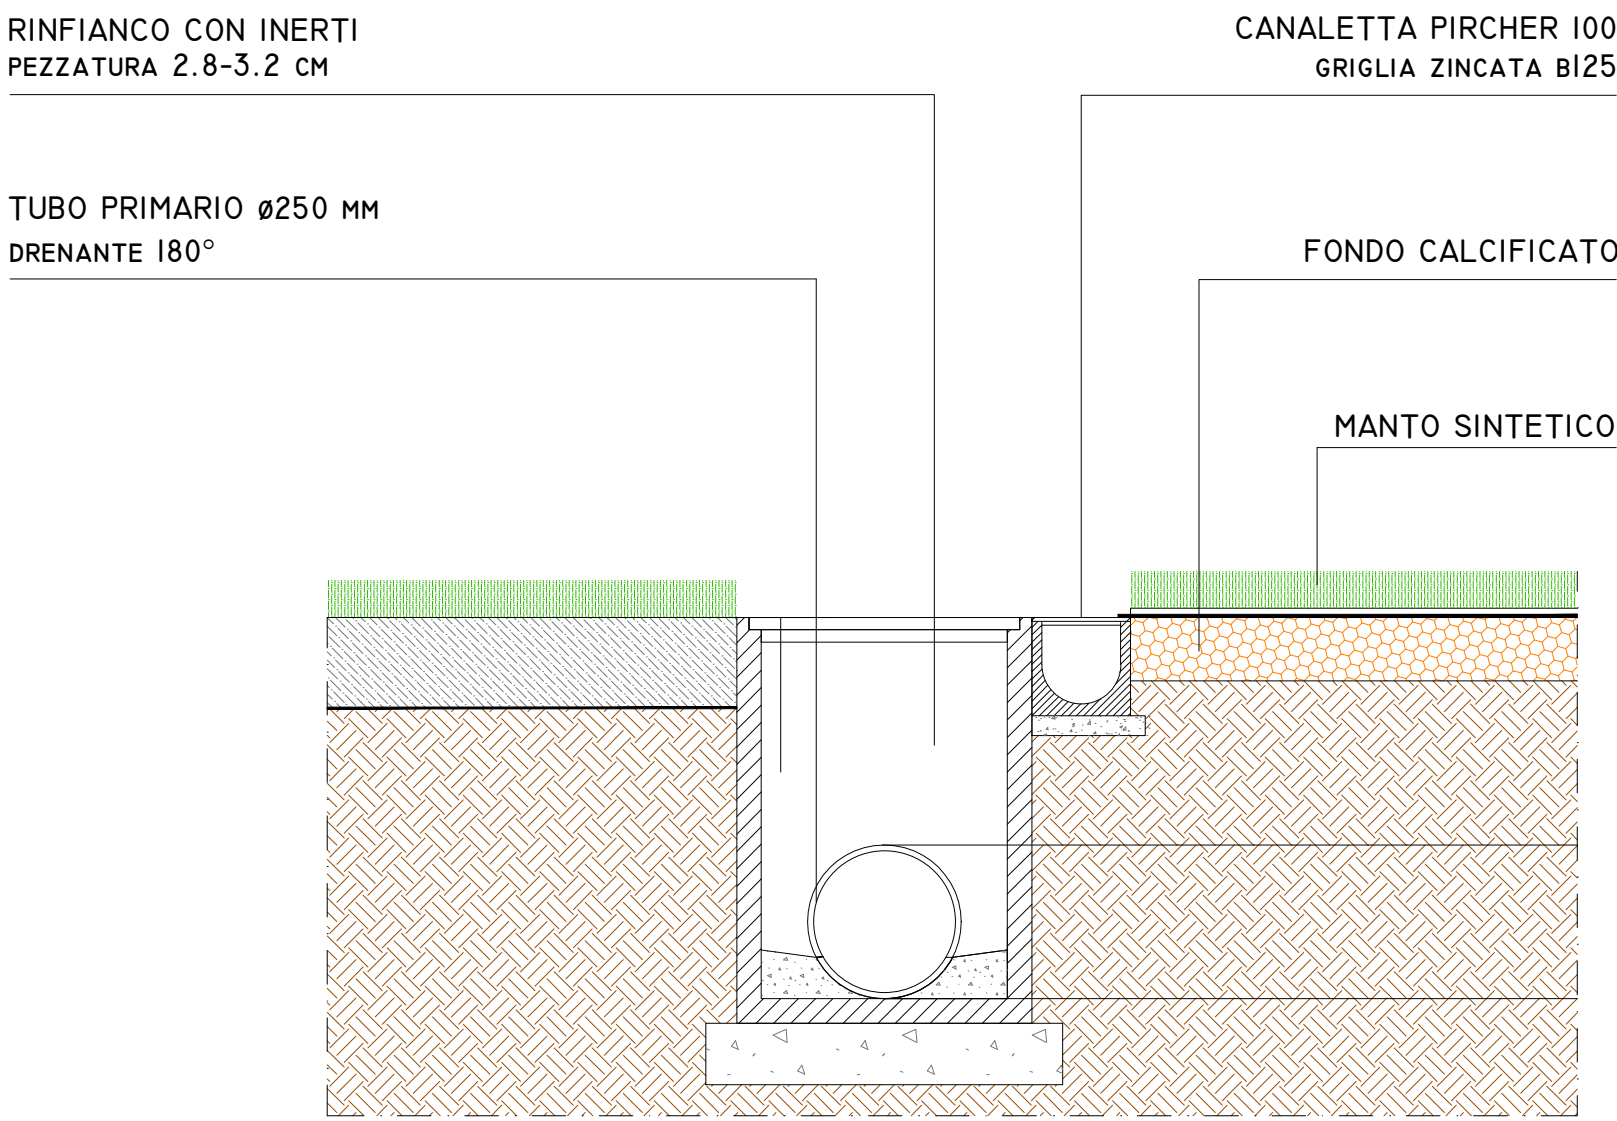 RINFIANCO CON INERTI
PEZZATURA 2.8-3.2 CM
TUBO PRIMARIO Ø250 MM
DRENANTE 180°
CANALETTA PIRCHER 100
GRIGLIA ZINCATA B125
FONDO CALCIFICATO
MANTO SINTETICO